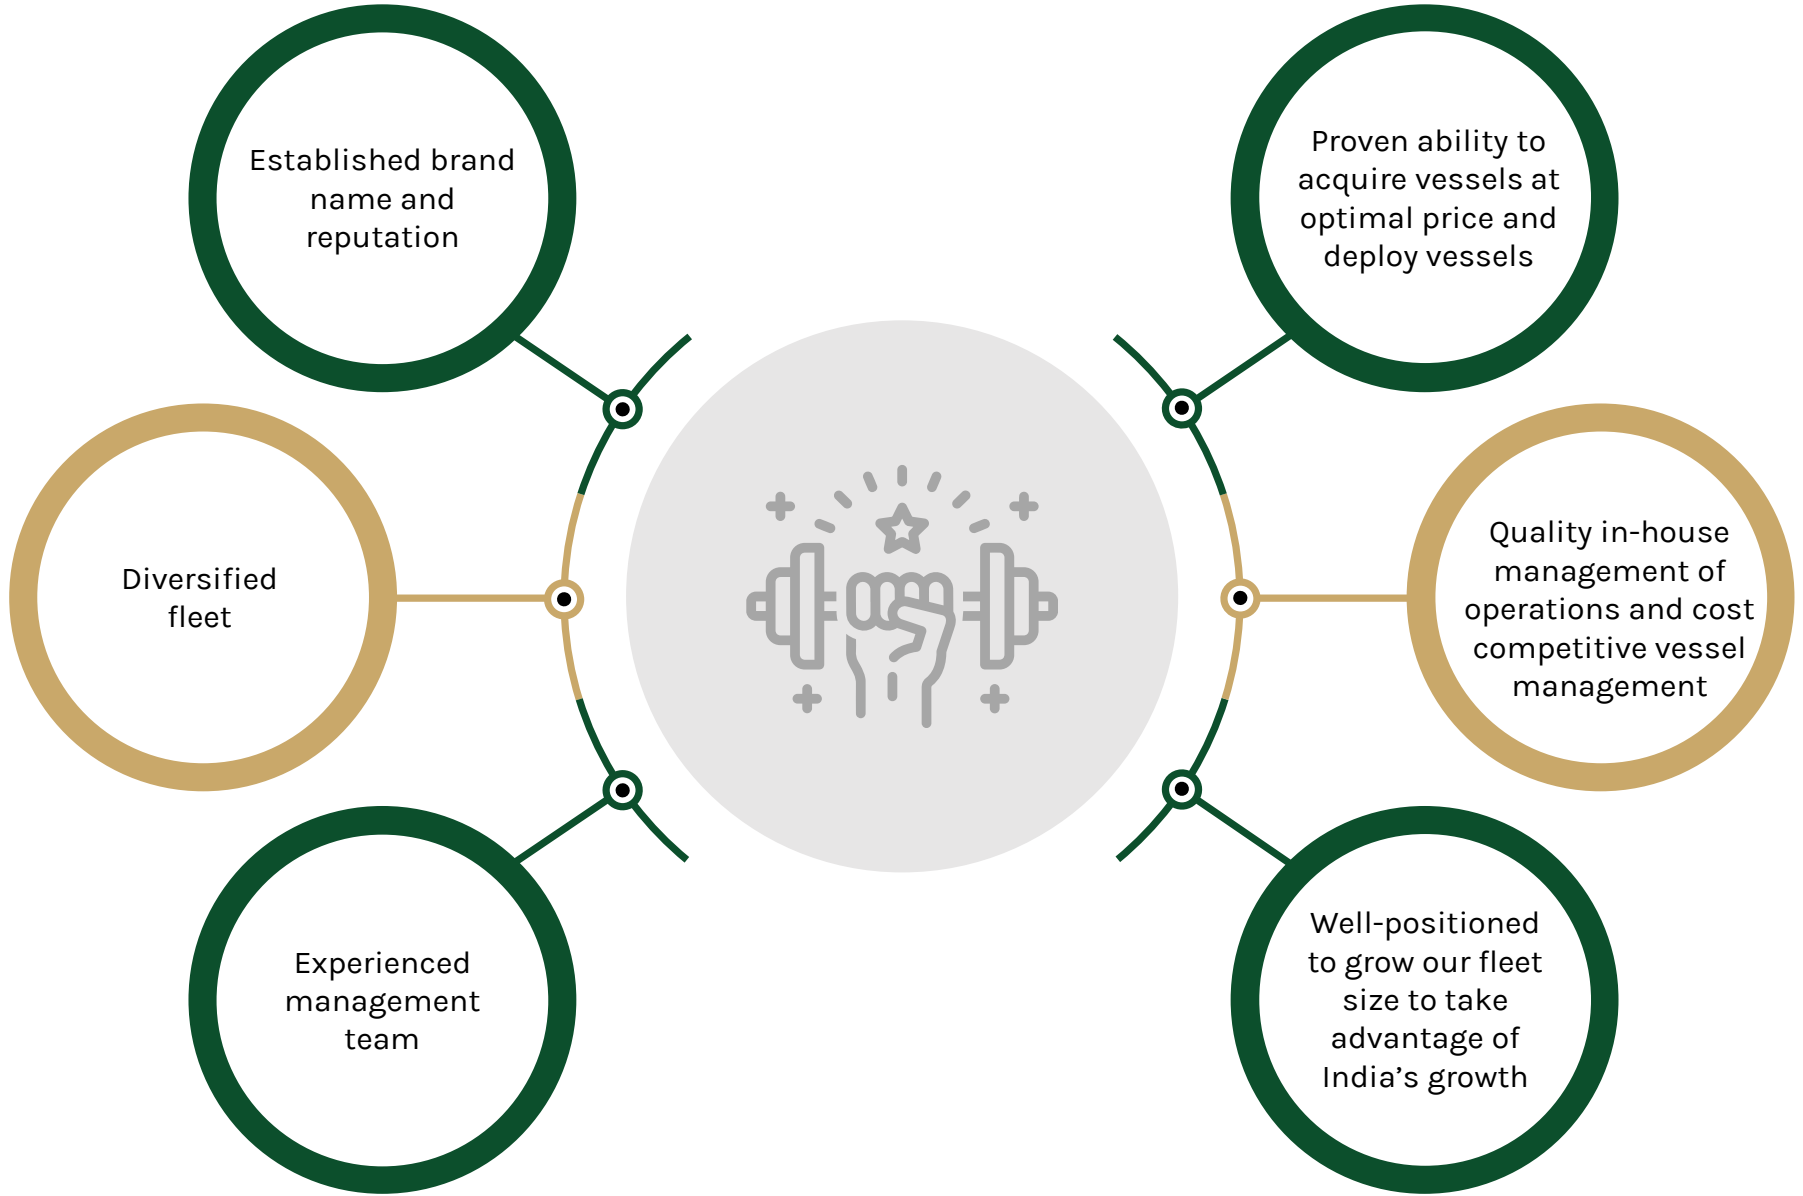 Established brand
name and
reputation
Diversified
fleet
Experienced
management
team
Proven ability to
acquire vessels at
optimal price and
deploy vessels
Quality in-house
management of
operations and cost
competitive vessel
management
Well-positioned
to grow our fleet
size to take
advantage of
India’s growth